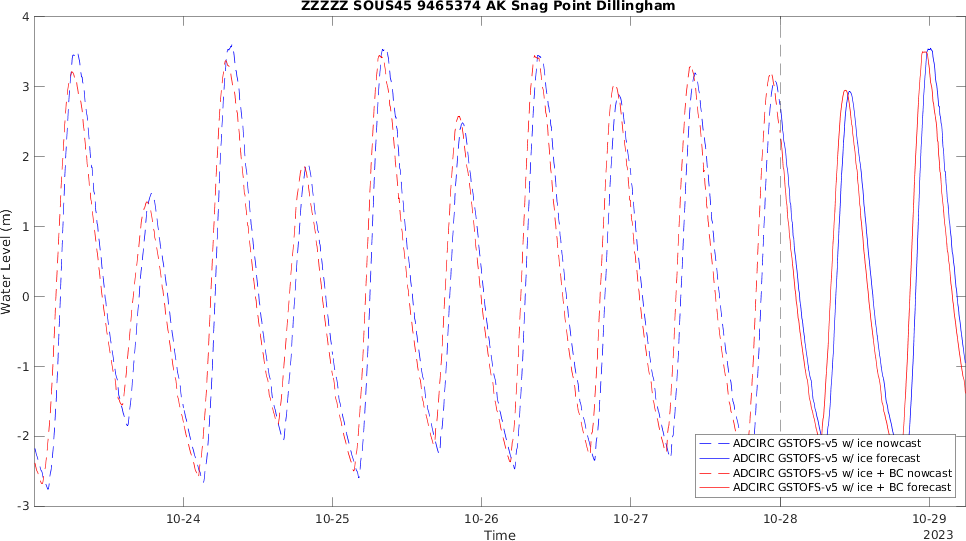 ZZZZZ SOUS45 9465374 AK Snag Point Dillingham
Water Level (m)
4
3
2
1
0
-1
-2
-3
ADCIRC GSTOFS-v5 w/ ice nowcast
ADCIRC GSTOFS-v5 w/ ice forecast
ADCIRC GSTOFS-v5 w/ ice + BC nowcast
ADCIRC GSTOFS-v5 w/ ice + BC forecast
10-24 10-25 10-26 10-27 10-28 10-29
2023
Time